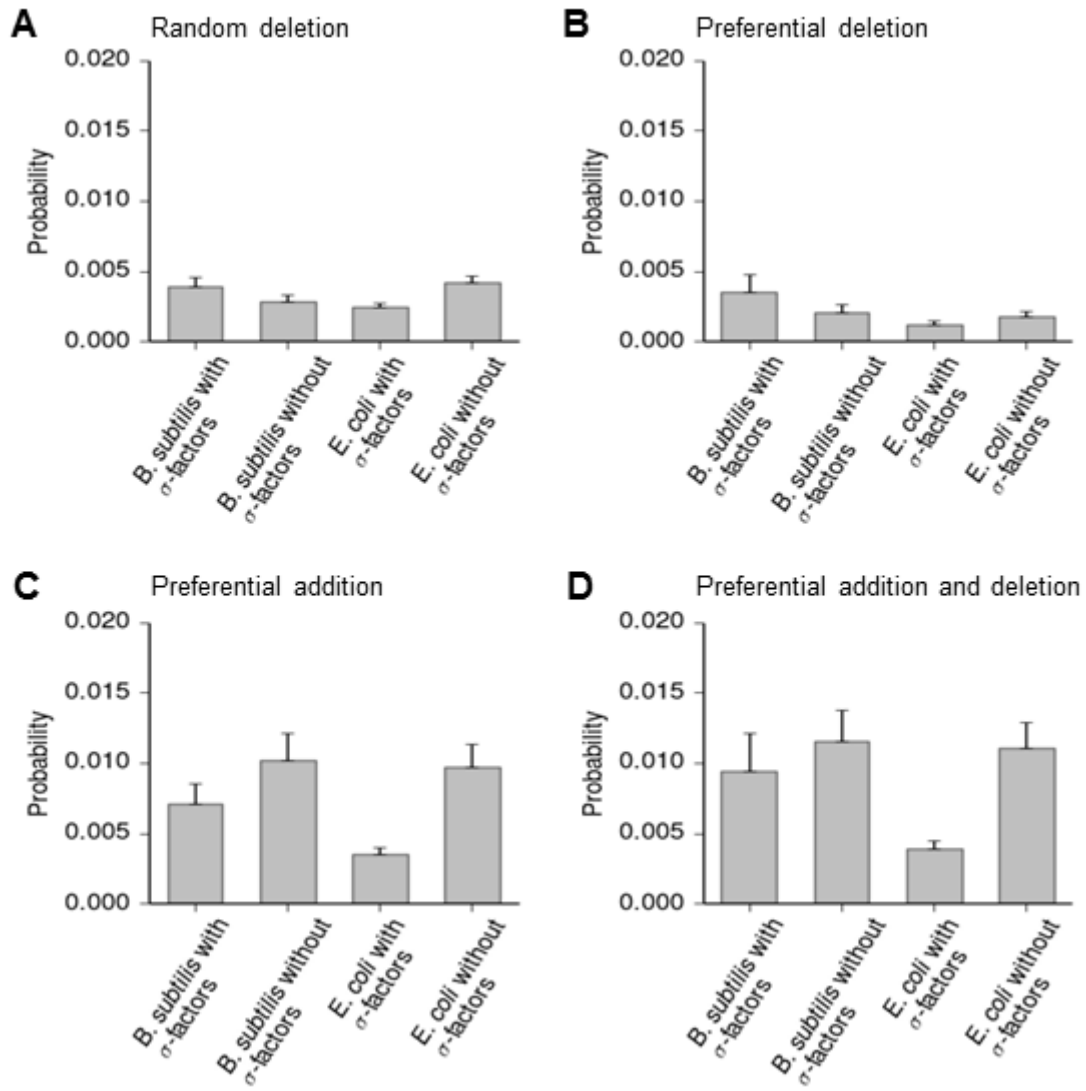 A Random deletion
0.020
0.015
0.010
0.005
0.000
Probability
B. subtilis with
σ-factors
B. subtilis without
σ-factors
E. coli with
σ-factors
E. coli without
σ-factors
B Preferential deletion
0.020
0.015
0.010
0.005
0.000
Probability
B. subtilis with
σ-factors
B. subtilis without
σ-factors
E. coli with
σ-factors
E. coli without
σ-factors
C Preferential addition
0.020
0.015
0.010
0.005
0.000
Probability
B. subtilis with
σ-factors
B. subtilis without
σ-factors
E. coli with
σ-factors
E. coli without
σ-factors
D Preferential addition and deletion
0.020
0.015
0.010
0.005
0.000
Probability
B. subtilis with
σ-factors
B. subtilis without
σ-factors
E. coli with
σ-factors
E. coli without
σ-factors